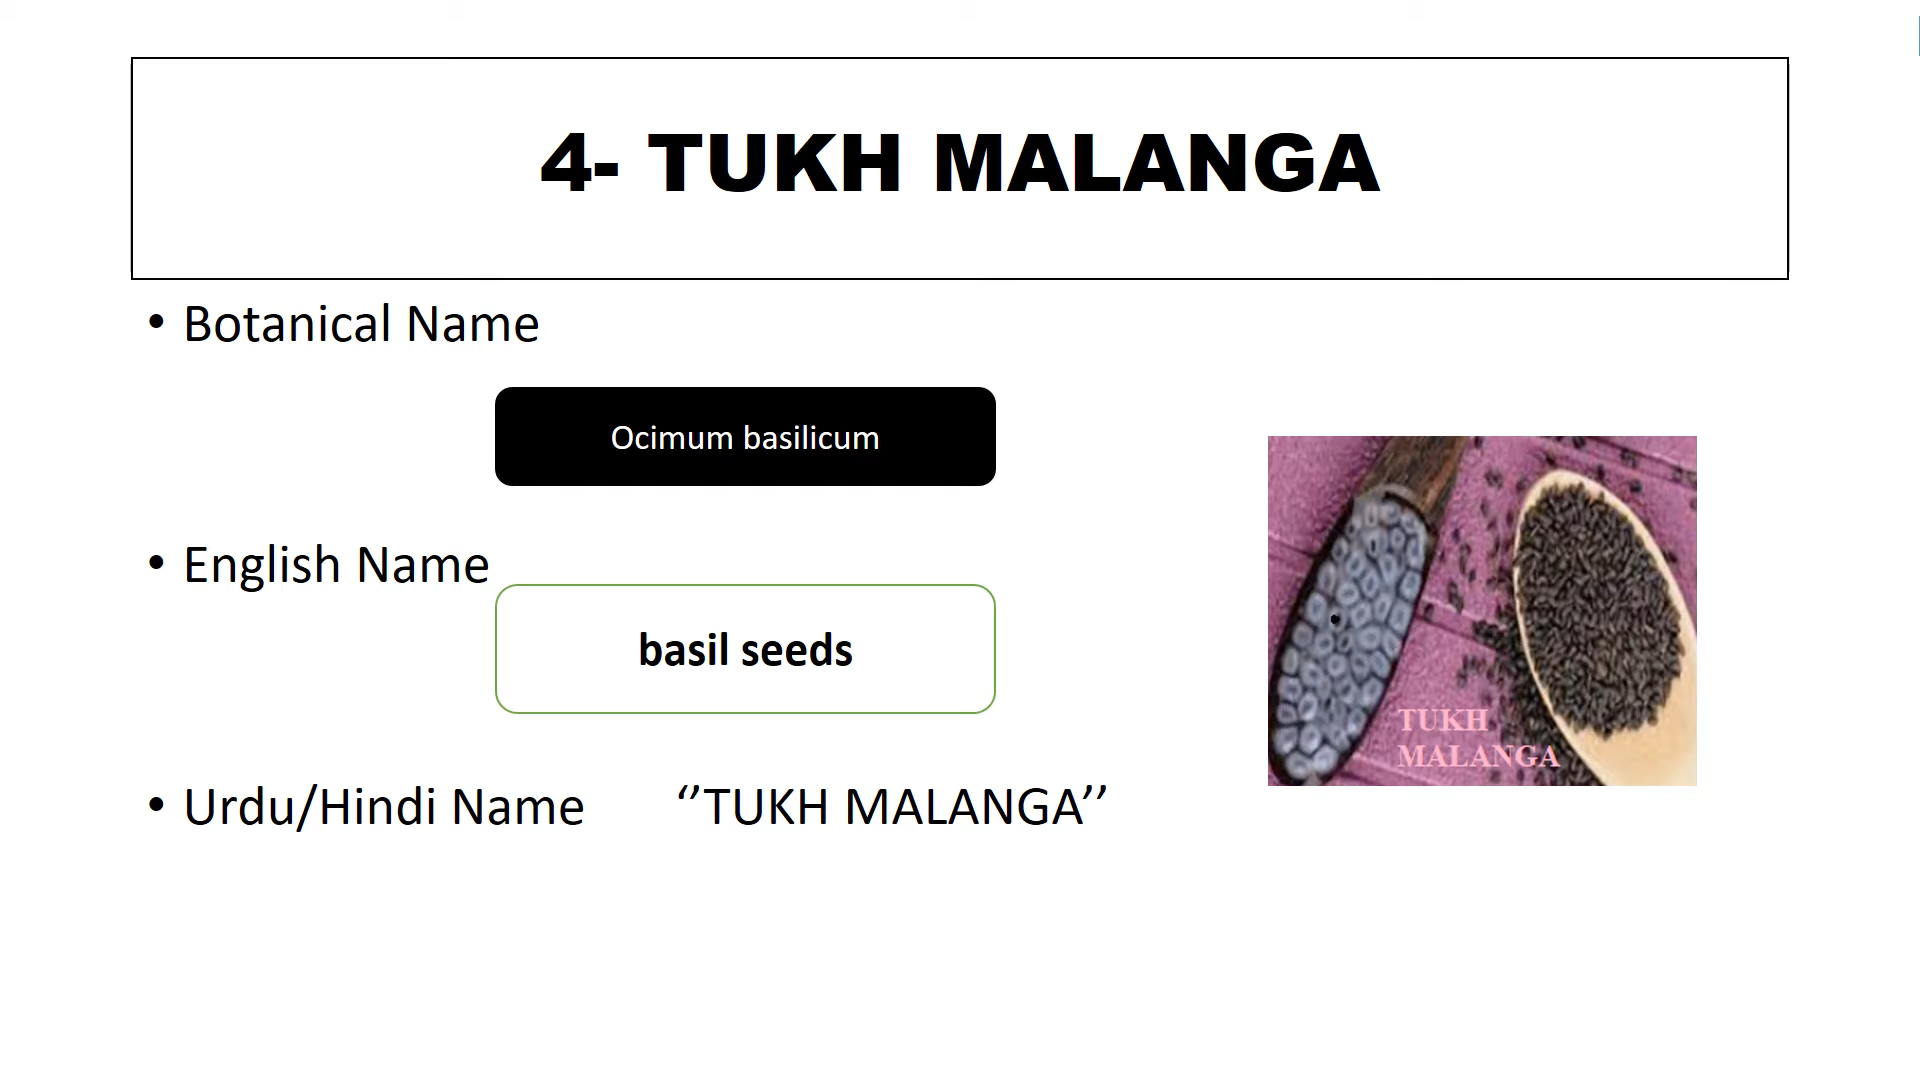 4- TUKH MALANGA
• Botanical Name
Ocimum basilicum
• English Name
basil seeds
• Urdu/Hindi Name ‘’TUKH MALANGA’’
TUKH
MALANGA